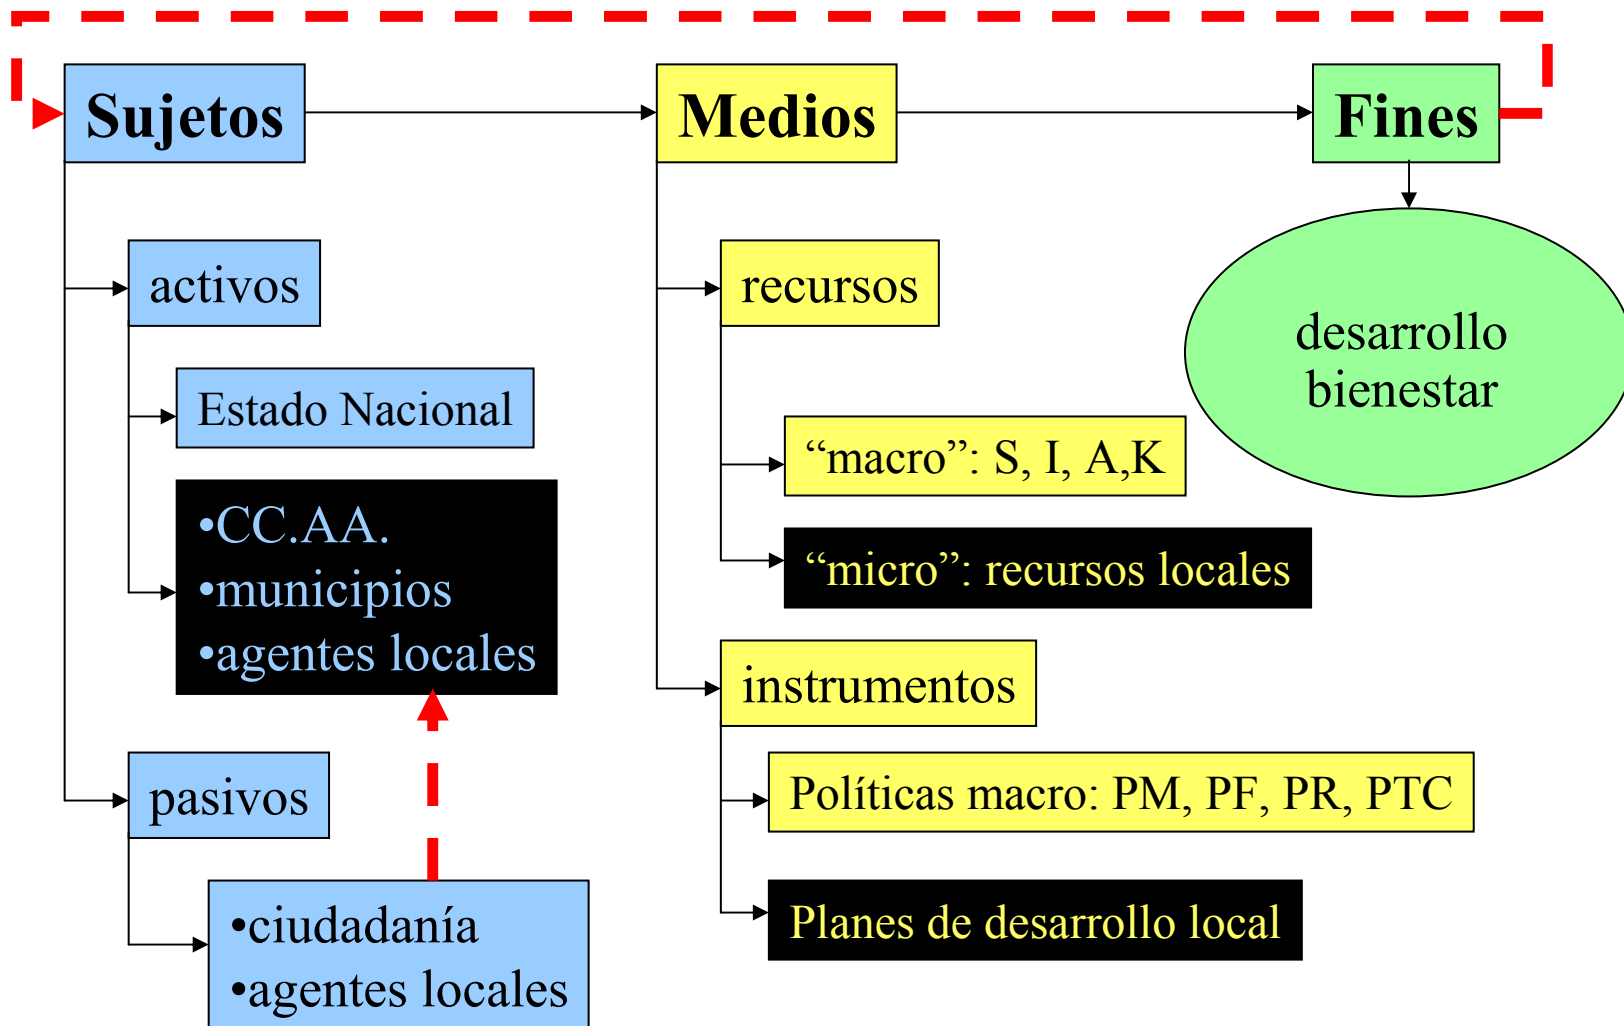 Sujetos
Medios
Fines
activos
Estado Nacional
•CC.AA.
•municipios
•agentes locales
pasivos
•ciudadanía
•agentes locales
recursos
“macro”: S, I, A,K
“micro”: recursos locales
instrumentos
Políticas macro: PM, PF, PR, PTC
Planes de desarrollo local
desarrollo
bienestar